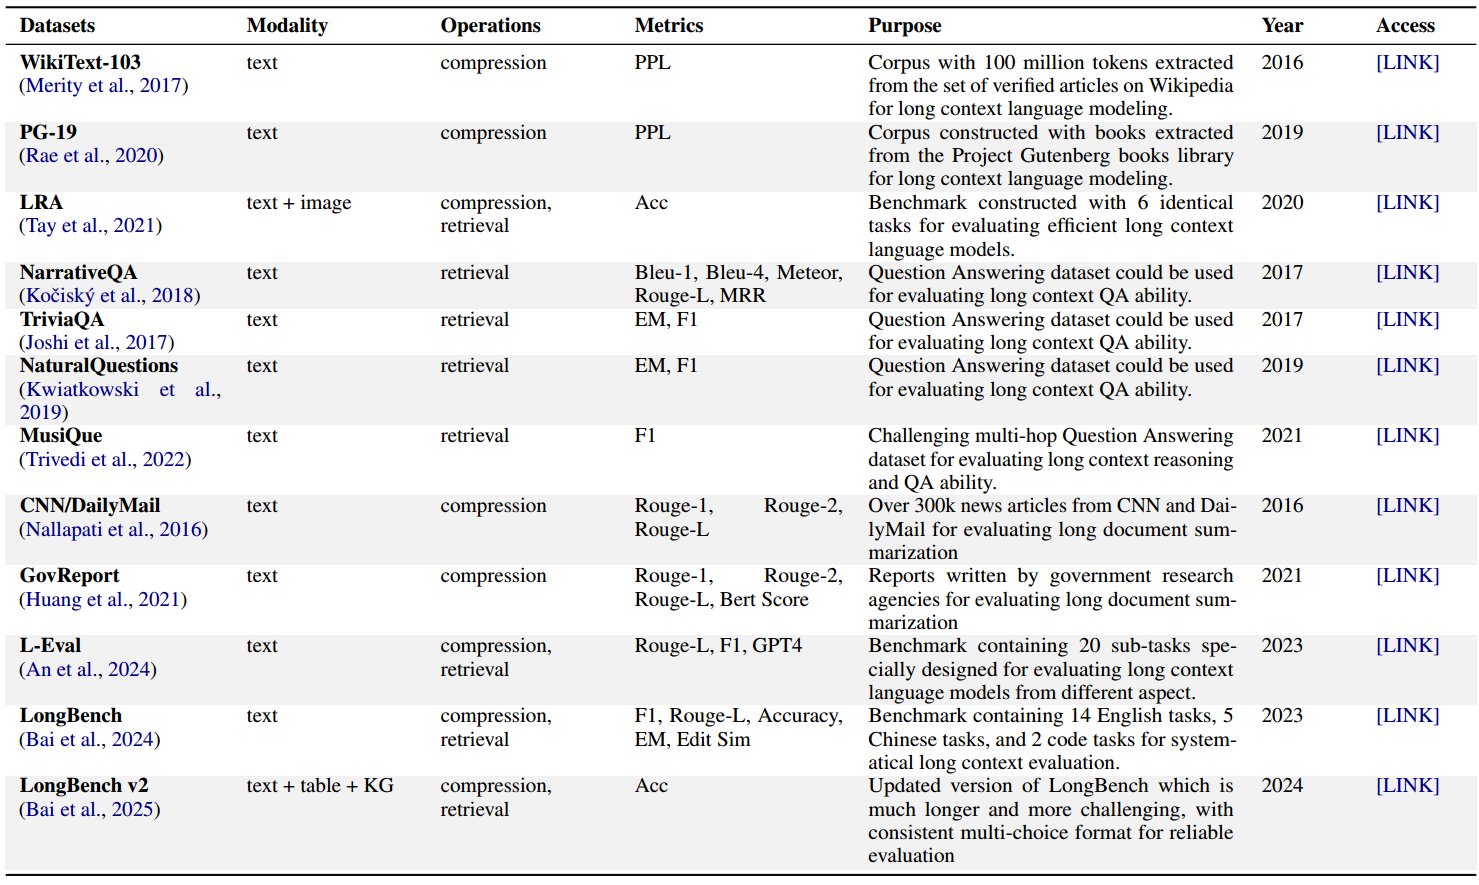 Datasets Modality Operations Metrics Purpose Year Access
WikiText-103 text compression PPL Corpus with 100 million tokens extracted 2016 [LINK]
(Merity et al., 2017) from the set of verified articles on Wikipedia
for long context language modeling.
PG-19 text compression PPL Corpus constructed with books extracted 2019 [LINK]
(Rae et al., 2020) from the Project Gutenberg books library
for long context language modeling.
LRA text + image compression, Acc Benchmark constructed with 6 identical 2020 [LINK]
(Tay et al., 2021) retrieval tasks for evaluating efficient long context
language models.
NarrativeQA text retrieval Bleu-1, Bleu-4, Meteor, Question Answering dataset could be used 2017 [LINK]
(Kočiský et al., 2018) Rouge-L, MRR for evaluating long context QA ability.
TriviaQA text retrieval EM, F1 Question Answering dataset could be used 2017 [LINK]
(Joshi et al., 2017) for evaluating long context QA ability.
NaturalQuestions text retrieval EM, F1 Question Answering dataset could be used 2019 [LINK]
(Kwiatkowski et al., for evaluating long context QA ability.
2019)
MusiQue text retrieval F1 Challenging multi-hop Question Answering 2021 [LINK]
(Trivedi et al., 2022) dataset for evaluating long context reasoning
and QA ability.
CNN/DailyMail text compression Rouge-1, Rouge-2, Over 300k news articles from CNN and Dai- 2016 [LINK]
(Nallapati et al., 2016) Rouge-L lyMail for evaluating long document sum-
marization
GovReport text compression Rouge-1, Rouge-2, Reports written by government research 2021 [LINK]
(Huang et al., 2021) Rouge-L, Bert Score agencies for evaluating long document sum-
marization
L-Eval text compression, Rouge-L, F1, GPT4 Benchmark containing 20 sub-tasks spe- 2023 [LINK]
(An et al., 2024) retrieval cially designed for evaluating long context
language models from different aspect.
LongBench text compression, F1, Rouge-L, Accuracy, Benchmark containing 14 English tasks, 5 2023 [LINK]
(Bai et al., 2024) retrieval EM, Edit Sim Chinese tasks, and 2 code tasks for system-
atical long context evaluation.
LongBench v2 text + table + KG compression, Acc Updated version of LongBench which is 2024 [LINK]
(Bai et al., 2025) retrieval much longer and more challenging, with
consistent multi-choice format for reliable
evaluation